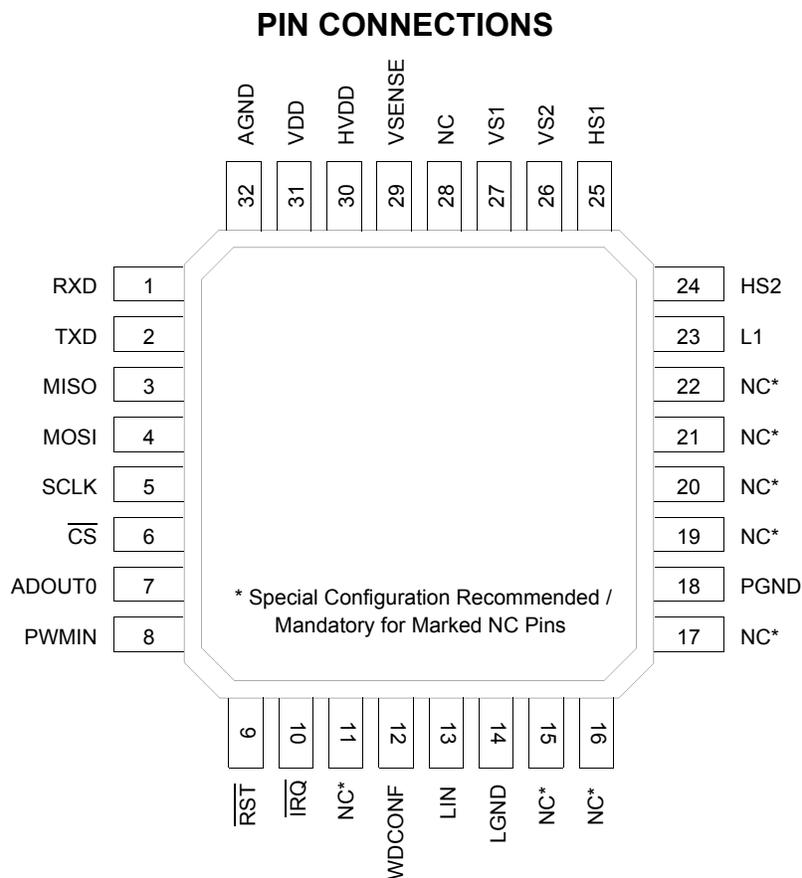 PIN CONNECTIONS
AGND
VDD
HVDD
VSENSE
NC
VS1
VS2
HS1
32
31
30
29
28
27
26
25
RXD 1
TXD 2
MISO 3
MOSI 4
SCLK 5
C̅S̅ 6
ADOUT0 7
PWMIN 8
24 HS2
23 L1
22 NC*
21 NC*
20 NC*
19 NC*
18 PGND
17 NC*
* Special Configuration Recommended /
Mandatory for Marked NC Pins
9
10
11
12
13
14
15
16
R̅S̅T̅
I̅R̅Q̅
NC*
WDCONF
LIN
LGND
NC*
NC*